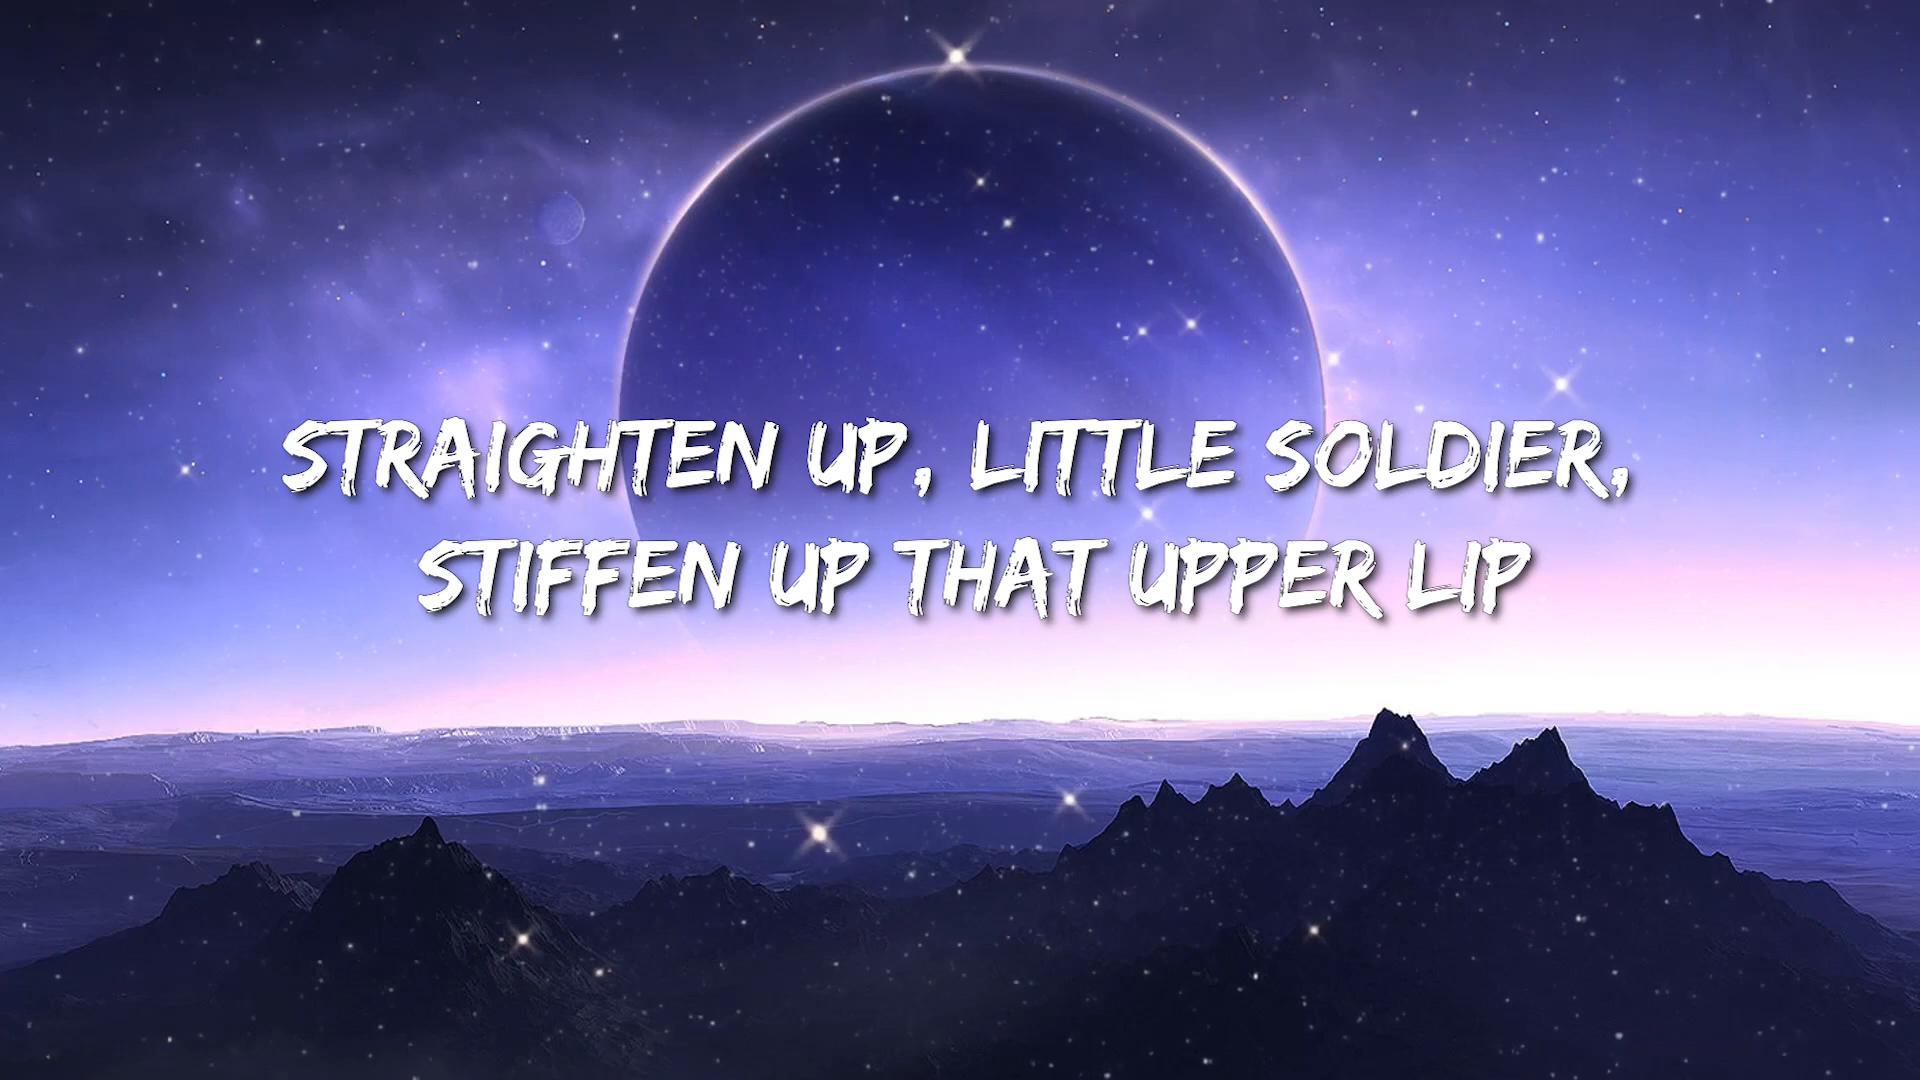 STRAIGHTEN UP, LITTLE SOLDIER,
STIFFEN UP THAT UPPER LIP